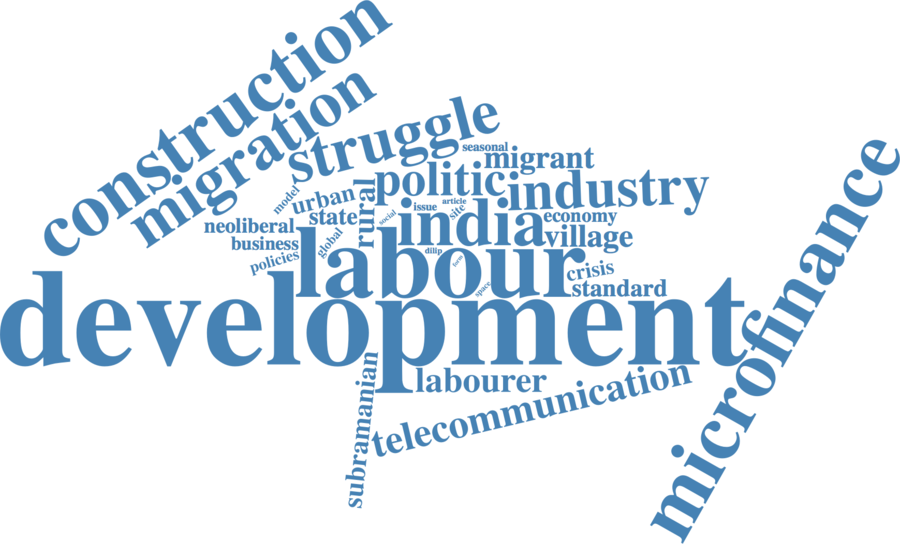 construction
migration
struggle
seasonal
migrant
politic
industry
model
urban
rural
article
issue
site
social
state
india
economy
neoliberal
village
business
global
dilip
labour
form
policies
crisis
space
standard
development
microfinance
labourer
subramanian
telecommunication